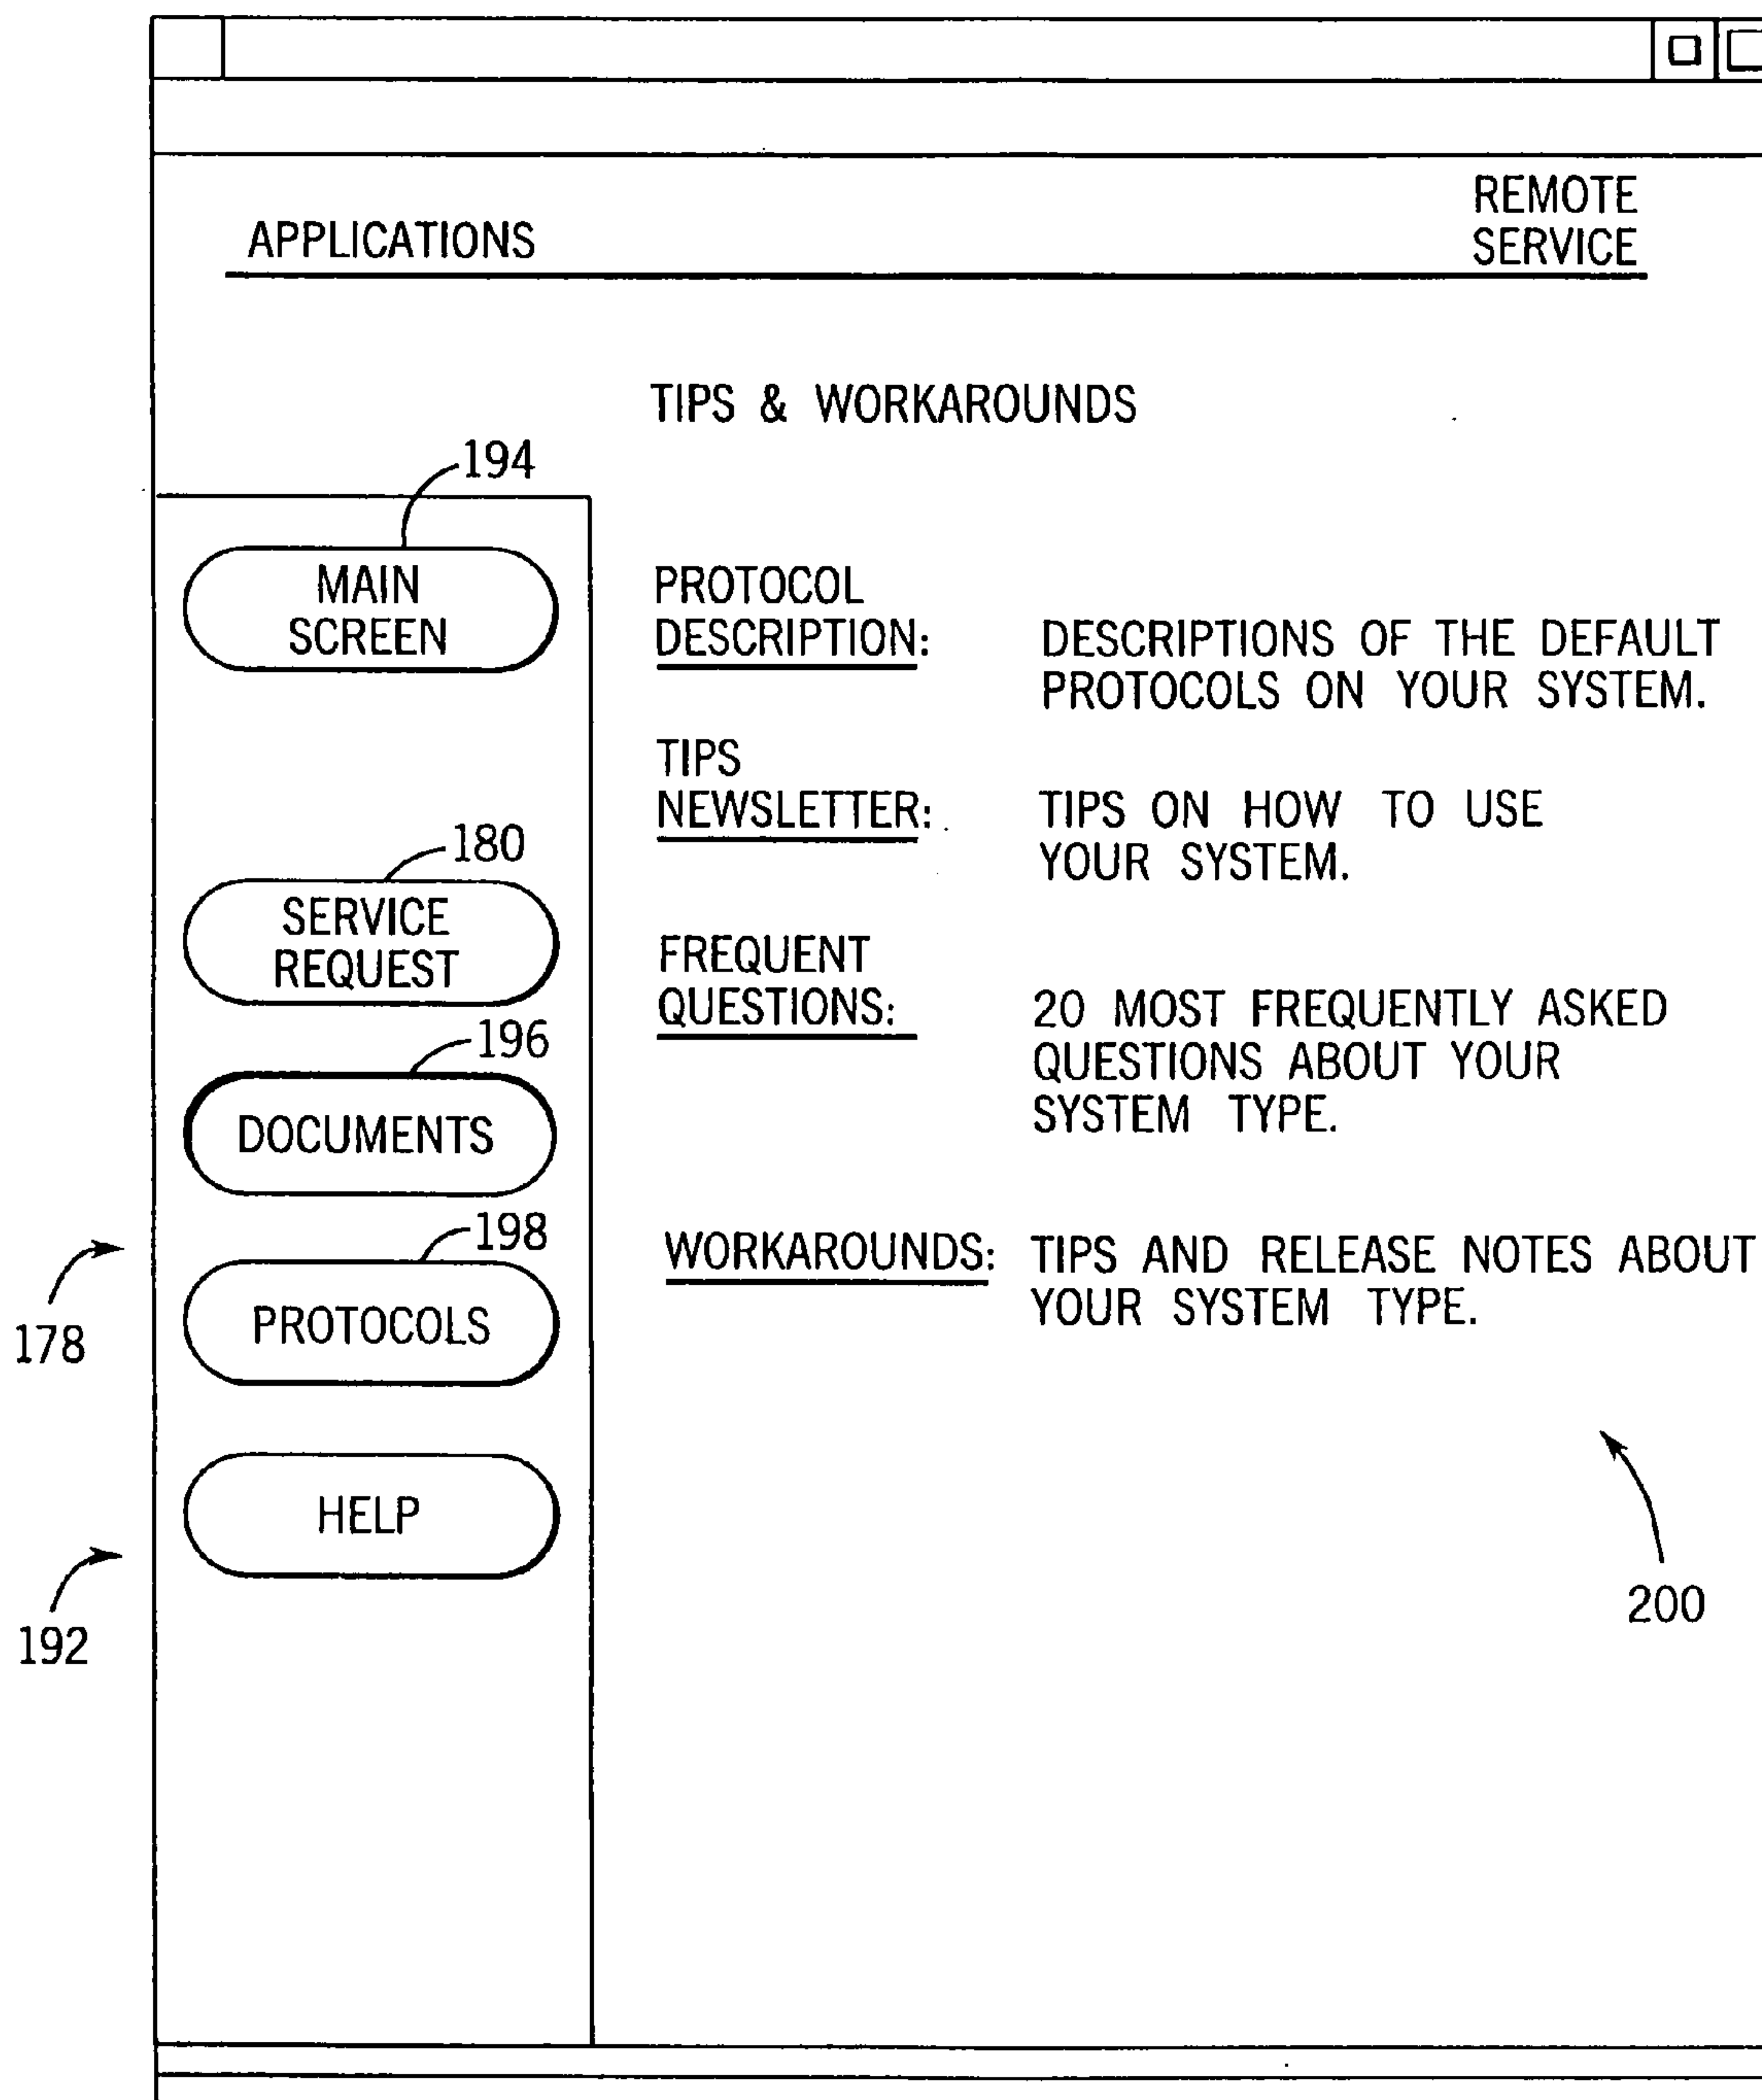 REMOTE
APPLICATIONS SERVICE
TIPS & WORKAROUNDS
194
MAIN
SCREEN
PROTOCOL
DESCRIPTION:
DESCRIPTIONS OF THE DEFAULT
PROTOCOLS ON YOUR SYSTEM.
TIPS
NEWSLETTER:
TIPS ON HOW TO USE
YOUR SYSTEM.
180
SERVICE
REQUEST
FREQUENT
QUESTIONS:
20 MOST FREQUENTLY ASKED
QUESTIONS ABOUT YOUR
SYSTEM TYPE.
196
DOCUMENTS
198
PROTOCOLS
WORKAROUNDS:
TIPS AND RELEASE NOTES ABOUT
YOUR SYSTEM TYPE.
178
HELP
192
200